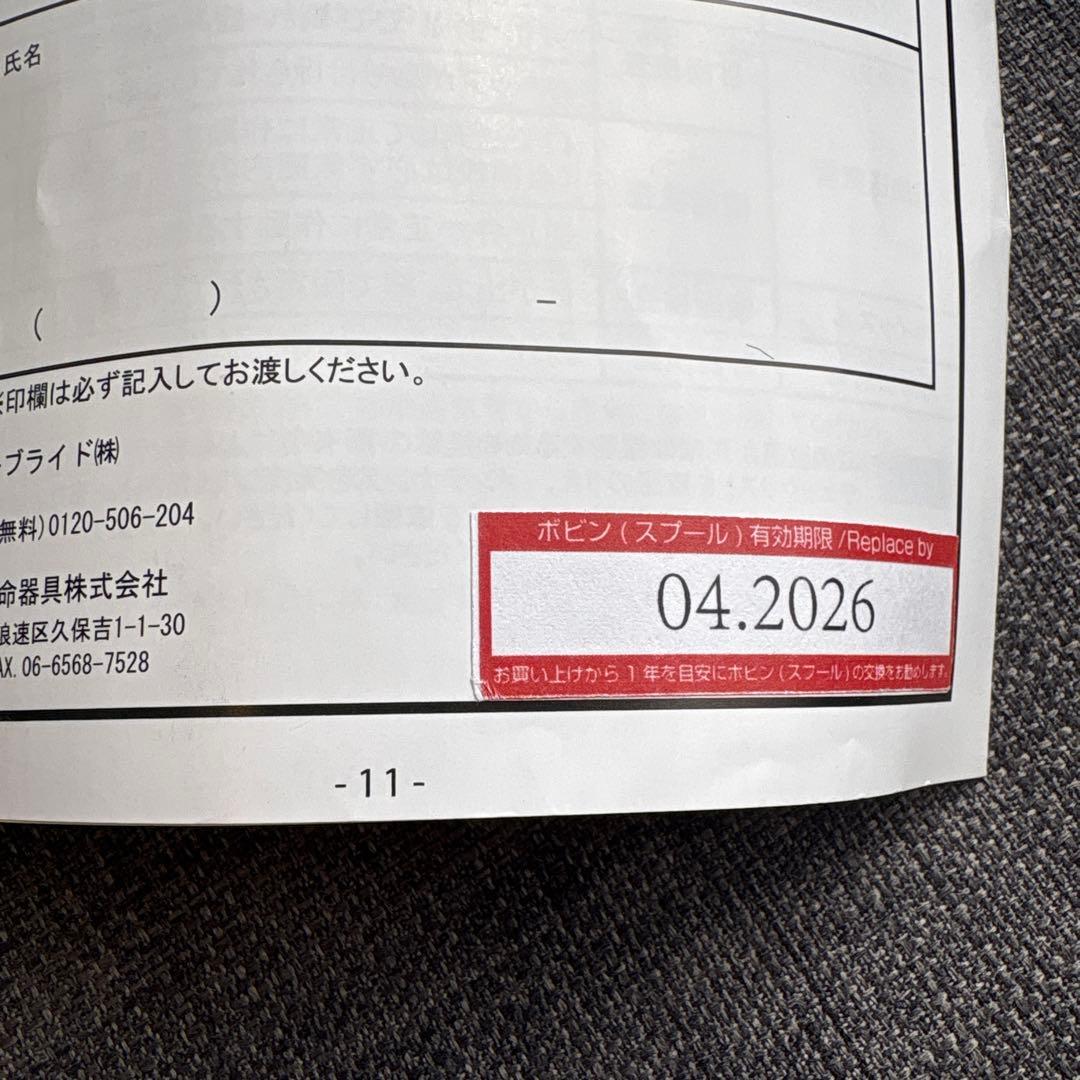 氏名
(          )          −
※印欄は必ず記入してお渡しください。
ーブライド㈱
無料)0120-506-204
命器具株式会社
浪速区久保吉1-1-30
AX. 06-6568-7528
ボビン(スプール)有効期限/Replace by
04.2026
お買い上げから1年を目安にボビン(スプール)の交換をお勧めします。
-11-